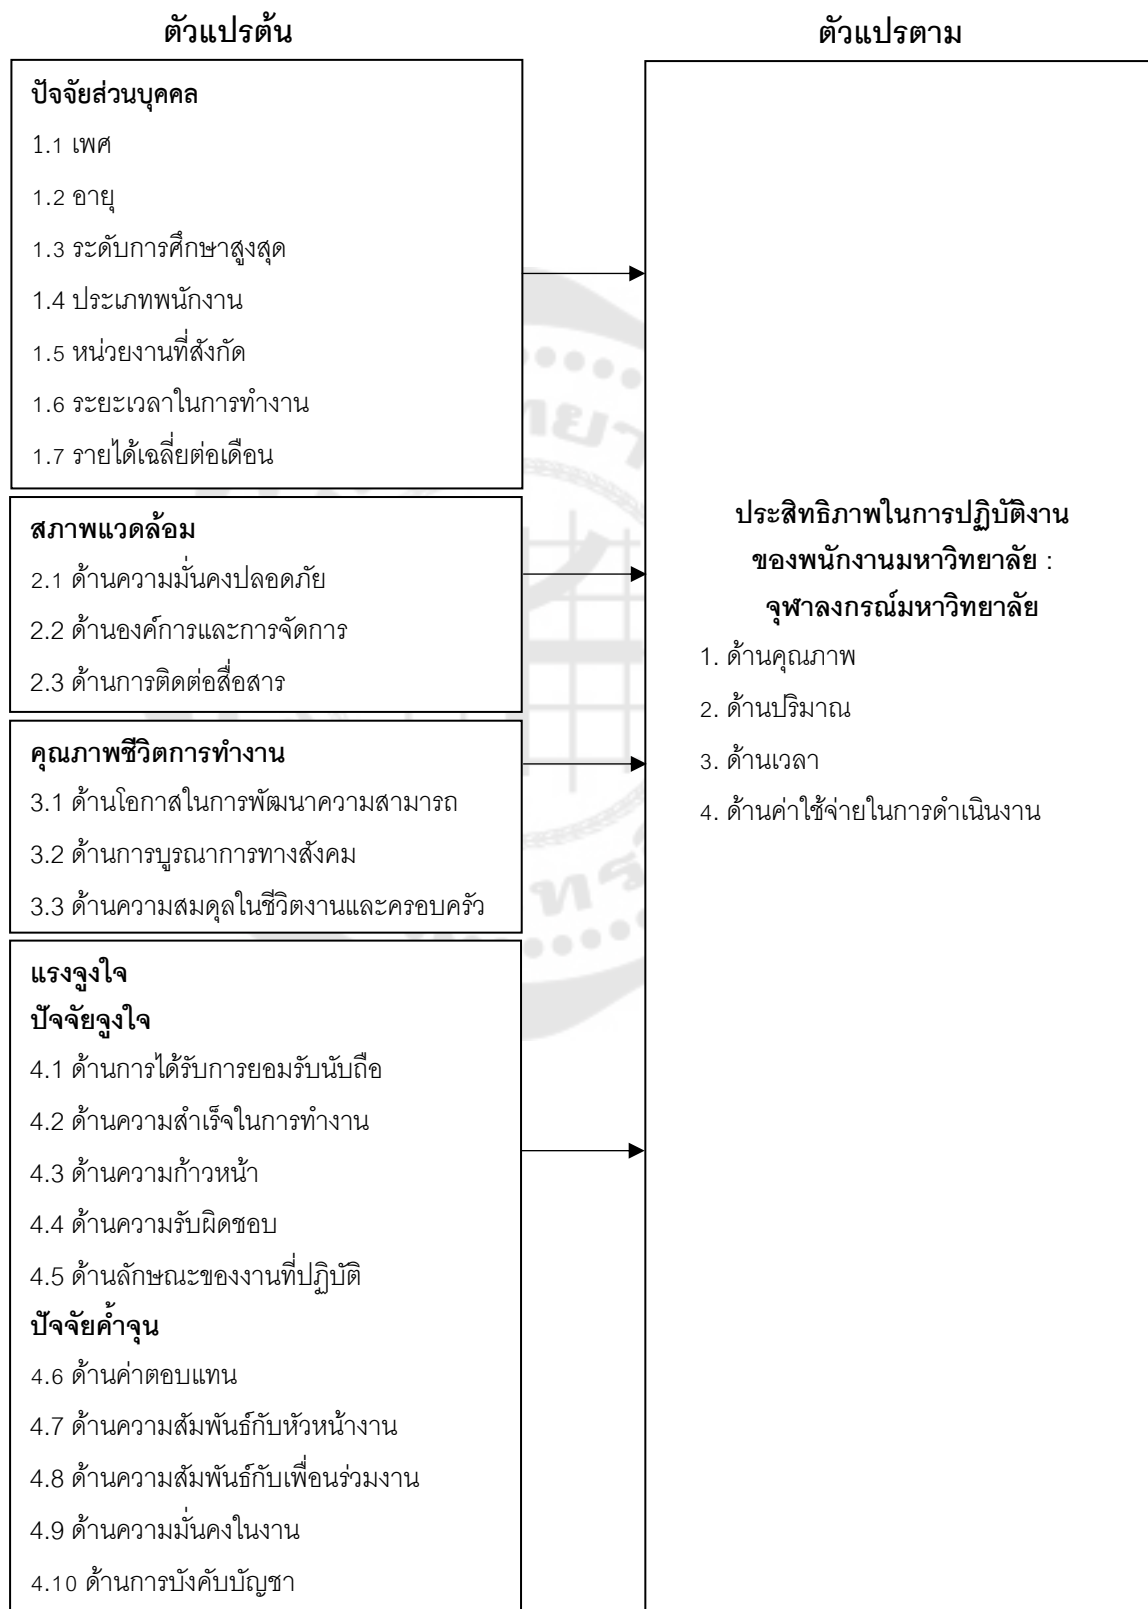 ตัวแปรต้น
ตัวแปรตาม
ปัจจัยส่วนบุคคล
1.1 เพศ
1.2 อายุ
1.3 ระดับการศึกษาสูงสุด
1.4 ประเภทพนักงาน
1.5 หน่วยงานที่สังกัด
1.6 ระยะเวลาในการทำงาน
1.7 รายได้เฉลี่ยต่อเดือน
สภาพแวดล้อม
2.1 ด้านความมั่นคงปลอดภัย
2.2 ด้านองค์การและการจัดการ
2.3 ด้านการติดต่อสื่อสาร
คุณภาพชีวิตการทำงาน
3.1 ด้านโอกาสในการพัฒนาความสามารถ
3.2 ด้านการบูรณาการทางสังคม
3.3 ด้านความสมดุลในชีวิตงานและครอบครัว
แรงจูงใจ
ปัจจัยจูงใจ
4.1 ด้านการได้รับการยอมรับนับถือ
4.2 ด้านความสำเร็จในการทำงาน
4.3 ด้านความก้าวหน้า
4.4 ด้านความรับผิดชอบ
4.5 ด้านลักษณะของงานที่ปฏิบัติ
ปัจจัยค้ำจุน
4.6 ด้านค่าตอบแทน
4.7 ด้านความสัมพันธ์กับหัวหน้างาน
4.8 ด้านความสัมพันธ์กับเพื่อนร่วมงาน
4.9 ด้านความมั่นคงในงาน
4.10 ด้านการบังคับบัญชา
ประสิทธิภาพในการปฏิบัติงาน
ของพนักงานมหาวิทยาลัย :
จุฬาลงกรณ์มหาวิทยาลัย
1. ด้านคุณภาพ
2. ด้านปริมาณ
3. ด้านเวลา
4. ด้านค่าใช้จ่ายในการดำเนินงาน